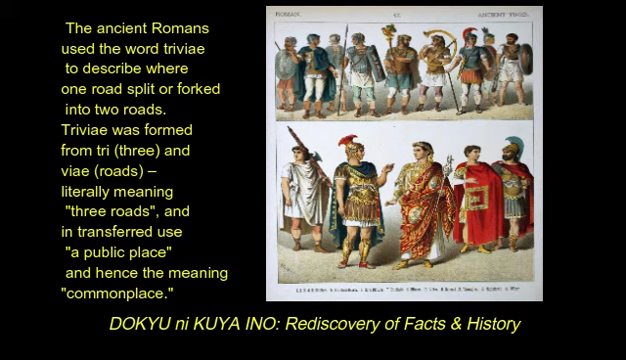 The ancient Romans
used the word triviae
to describe where
one road split or forked
into two roads.
Triviae was formed
from tri (three) and
viae (roads) –
literally meaning
"three roads", and
in transferred use
"a public place"
and hence the meaning
"commonplace."
ROMAN.
ANCIENT TIMES.
DOKYU ni KUYA INO: Rediscovery of Facts & History